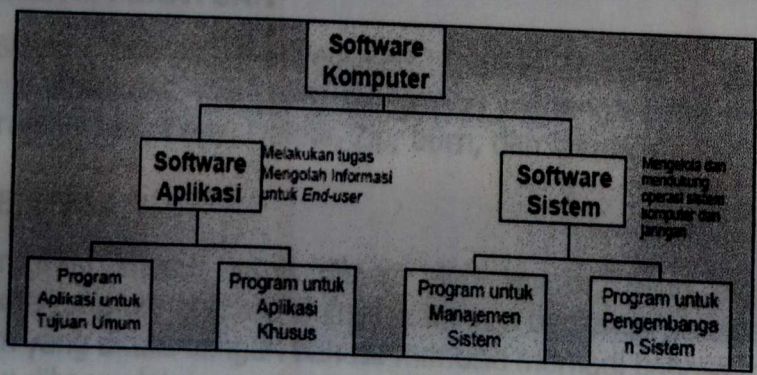 Software
Komputer
Software
Aplikasi
Melakukan tugas
Mengolah Informasi
untuk End-user
Software
Sistem
Mengelola dan
mendukung
operasi sistem
komputer dan
jaringan
Program
Aplikasi untuk
Tujuan Umum
Program untuk
Aplikasi
Khusus
Program untuk
Manajemen
Sistem
Program untuk
Pengembanga
n Sistem